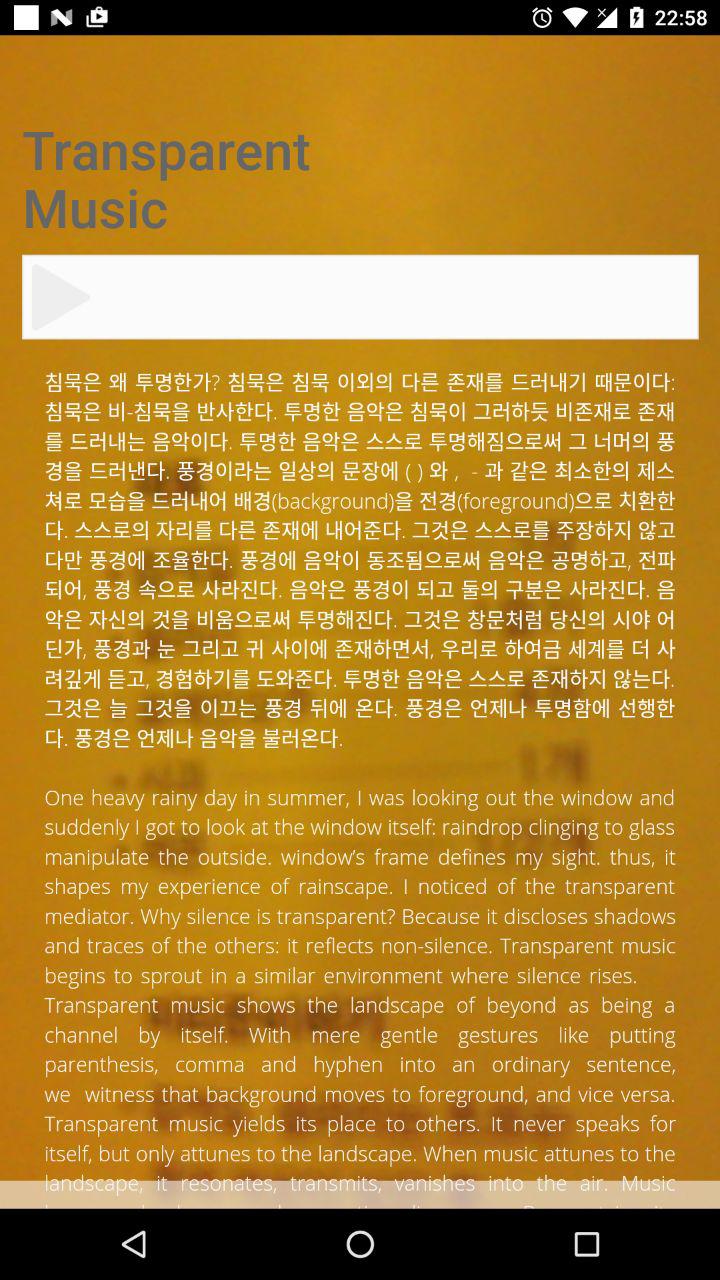 22:58
Transparent
Music
침묵은 왜 투명한가? 침묵은 침묵 이외의 다른 존재를 드러내기 때문이다:
침묵은 비-침묵을 반사한다. 투명한 음악은 침묵이 그러하듯 비존재로 존재
를 드러내는 음악이다. 투명한 음악은 스스로 투명해짐으로써 그 너머의 풍
경을 드러낸다. 풍경이라는 일상의 문장에 ( ) 와 , - 과 같은 최소한의 제스
쳐로 모습을 드러내어 배경(background)을 전경(foreground)으로 치환한
다. 스스로의 자리를 다른 존재에 내어준다. 그것은 스스로를 주장하지 않고
다만 풍경에 조율한다. 풍경에 음악이 동조됨으로써 음악은 공명하고, 전파
되어, 풍경 속으로 사라진다. 음악은 풍경이 되고 둘의 구분은 사라진다. 음
악은 자신의 것을 비움으로써 투명해진다. 그것은 창문처럼 당신의 시야 어
딘가, 풍경과 눈 그리고 귀 사이에 존재하면서, 우리로 하여금 세계를 더 사
려깊게 듣고, 경험하기를 도와준다. 투명한 음악은 스스로 존재하지 않는다.
그것은 늘 그것을 이끄는 풍경 뒤에 온다. 풍경은 언제나 투명함에 선행한
다. 풍경은 언제나 음악을 불러온다.
One heavy rainy day in summer, I was looking out the window and
suddenly I got to look at the window itself: raindrop clinging to glass
manipulate the outside. window’s frame defines my sight. thus, it
shapes my experience of rainscape. I noticed of the transparent
mediator. Why silence is transparent? Because it discloses shadows
and traces of the others: it reflects non-silence. Transparent music
begins to sprout in a similar environment where silence rises.
Transparent music shows the landscape of beyond as being a
channel by itself. With mere gentle gestures like putting
parenthesis, comma and hyphen into an ordinary sentence,
we witness that background moves to foreground, and vice versa.
Transparent music yields its place to others. It never speaks for
itself, but only attunes to the landscape. When music attunes to the
landscape, it resonates, transmits, vanishes into the air. Music